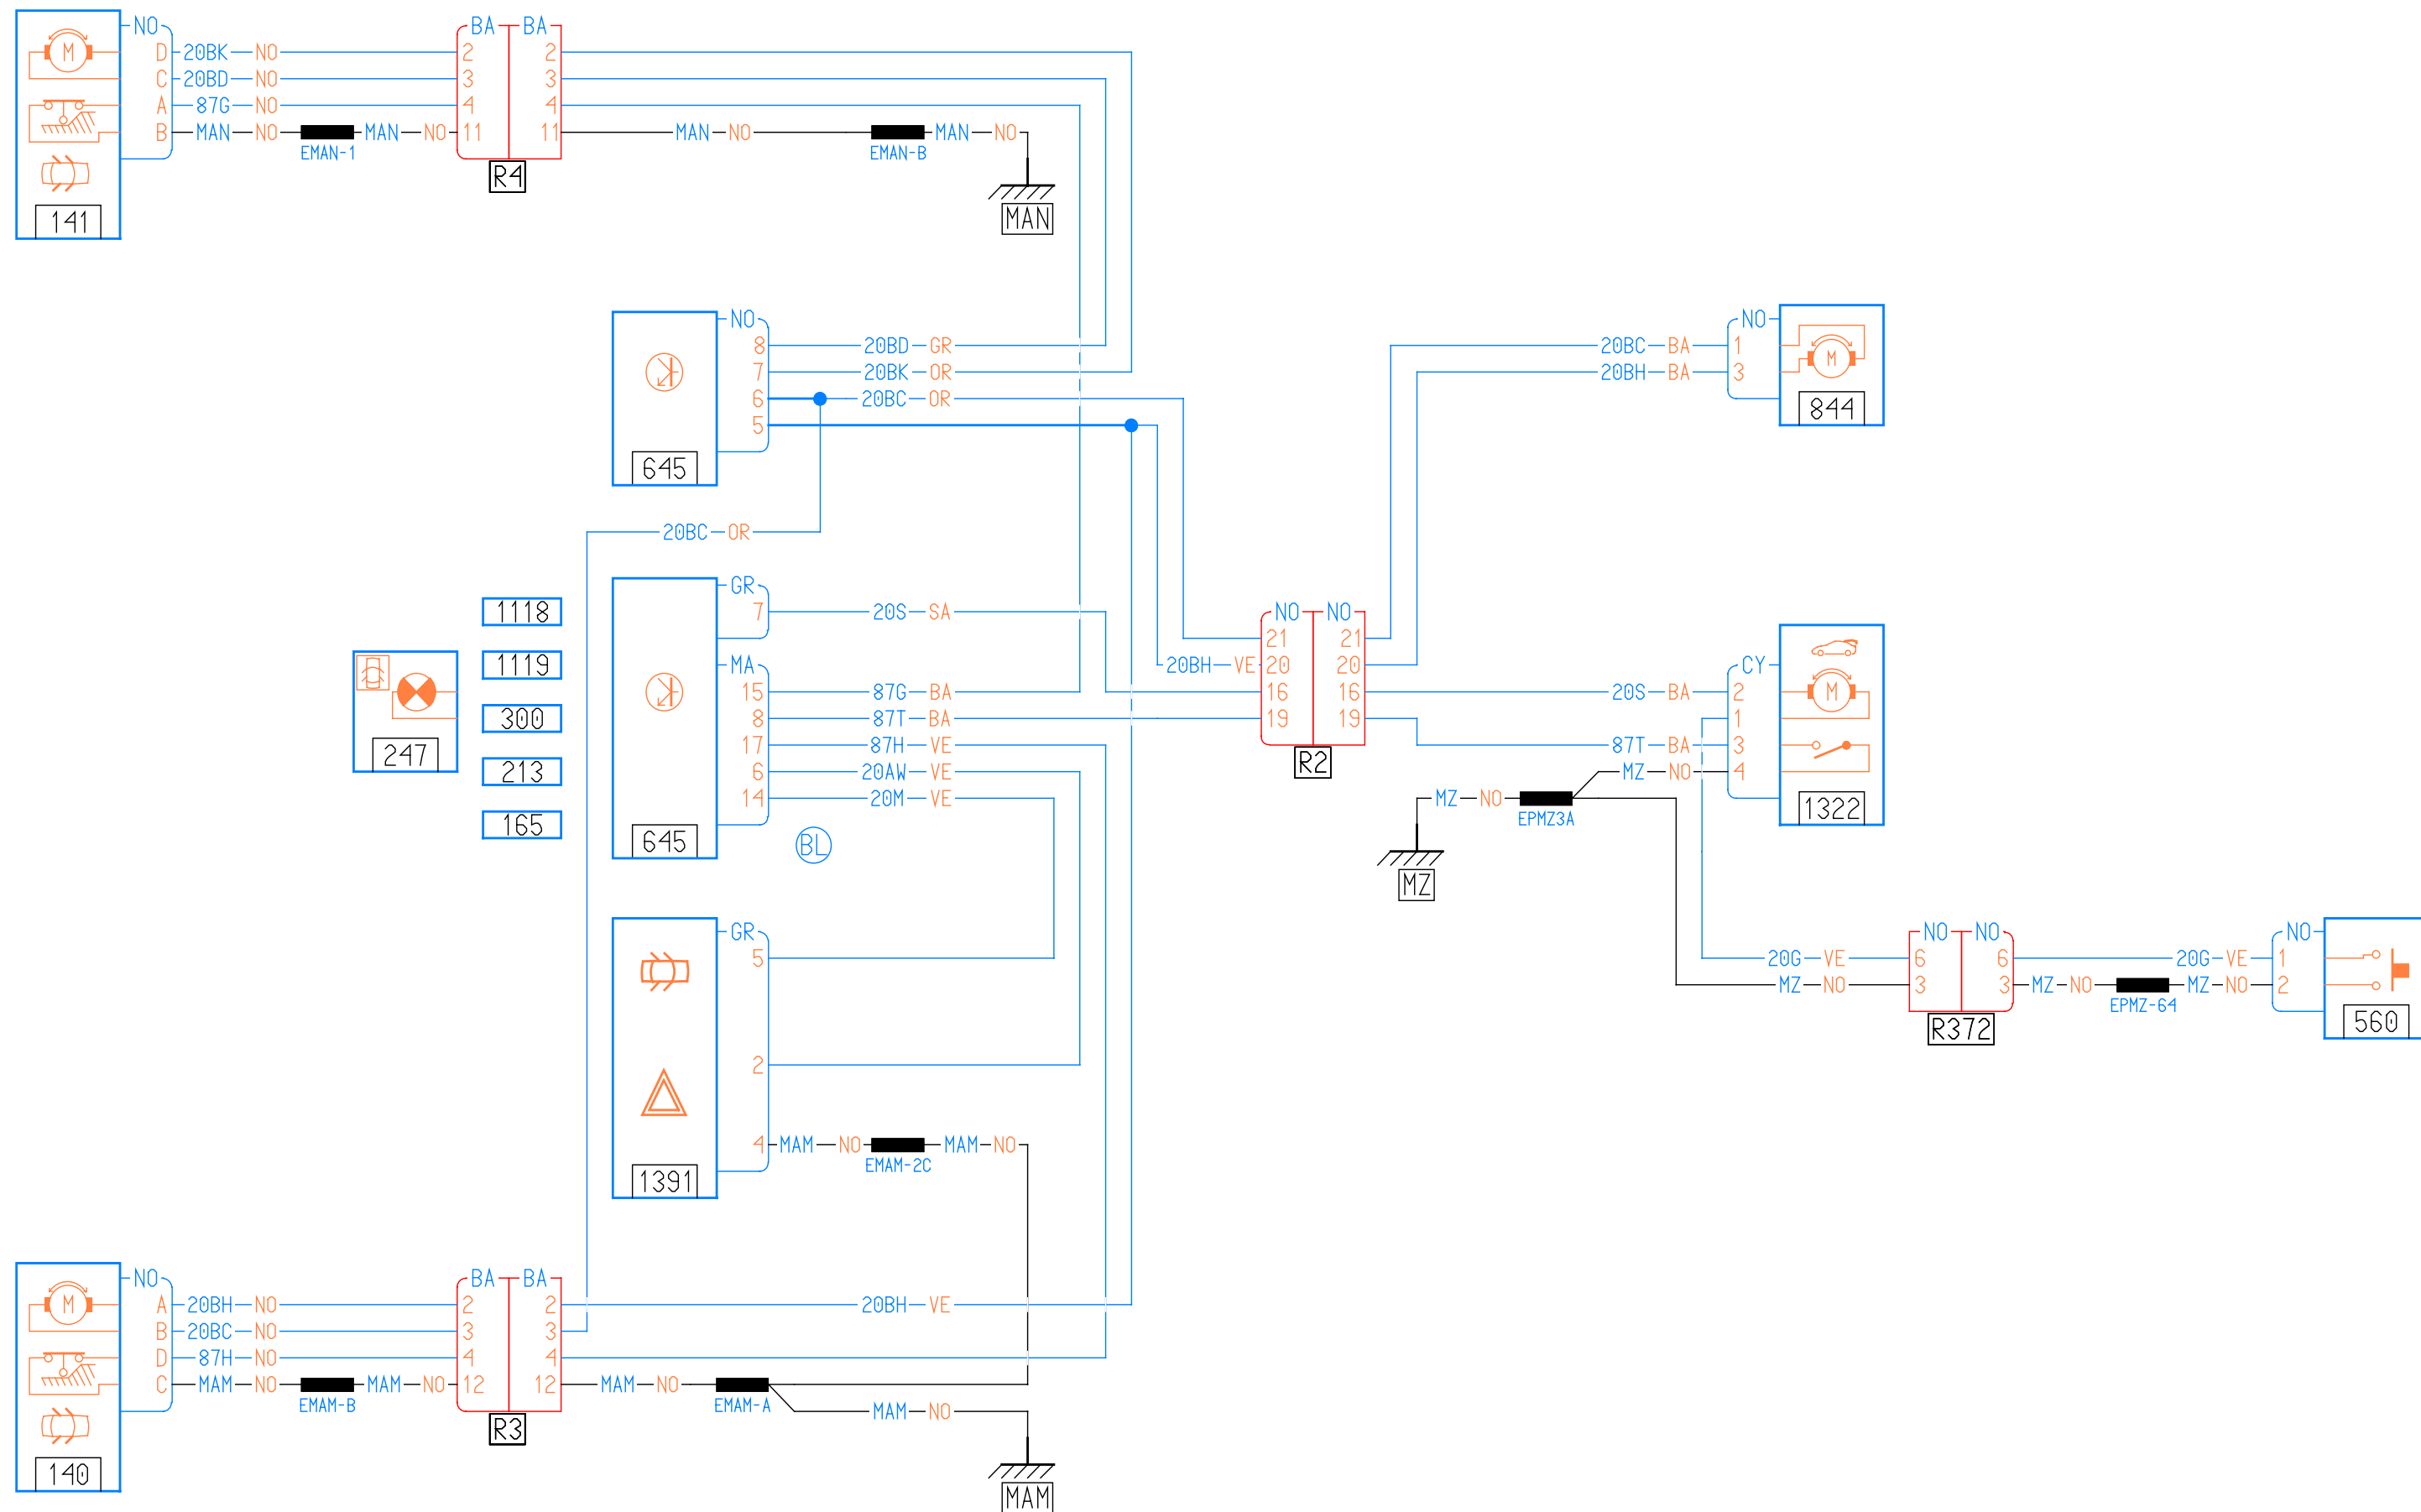 NO BA BA
D 20BK NO 2 2
C 20BD NO 3 3
A 87G NO 4 4
B MAN NO MAN NO 11 11 MAN NO MAN NO
EMAN-1 EMAN-B
M
R4
141
MAN
NO
8 20BD GR
7 20BK OR
6 20BC OR
5
645
NO
1 20BC BA
3 20BH BA
M
844
20BC OR
GR
7 20S SA
MA
15 87G BA
8 87T BA
17 87H VE
6 20AW VE
14 20M VE
645
BL
1118
1119
300
213
165
247
NO NO
21 21
20BH VE 20 20
16 16 20S BA 2
19 19 87T BA 3
R2
CY
1
MZ NO 4
M
1322
MZ NO
EPMZ3A
MZ
GR
5
2
4 MAM NO MAM NO
EMAM-2C
1391
NO NO NO
20G VE 6 6 20G VE 1
MZ NO 3 3 MZ NO MZ NO 2
EPMZ-64
R372
560
NO BA BA
A 20BH NO 2 2 20BH VE
B 20BC NO 3 3
D 87H NO 4 4
C MAM NO MAM NO 12 12 MAM NO
EMAM-B EMAM-A
MAM NO
M
R3
140
MAM